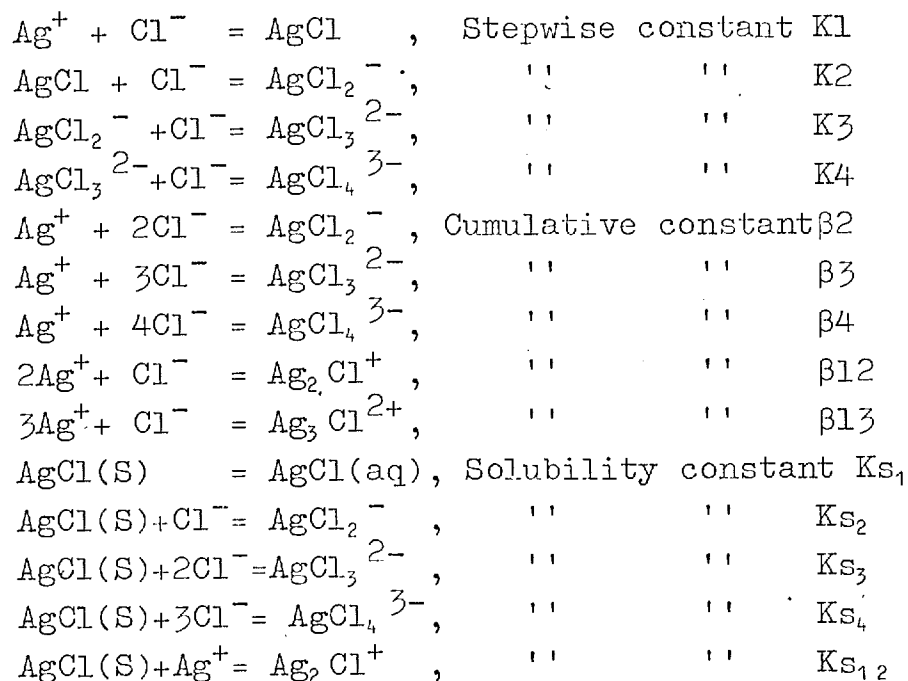 Ag⁺ + Cl⁻ = AgCl , Stepwise constant K1
AgCl + Cl⁻ = AgCl₂⁻ , '' '' K2
AgCl₂⁻ +Cl⁻= AgCl₃²⁻, '' '' K3
AgCl₃²⁻+Cl⁻= AgCl₄³⁻, '' '' K4
Ag⁺ + 2Cl⁻ = AgCl₂⁻ , Cumulative constantβ2
Ag⁺ + 3Cl⁻ = AgCl₃²⁻, '' '' β3
Ag⁺ + 4Cl⁻ = AgCl₄³⁻, '' '' β4
2Ag⁺+ Cl⁻ = Ag₂Cl⁺ , '' '' β12
3Ag⁺+ Cl⁻ = Ag₃Cl²⁺, '' '' β13
AgCl(S) = AgCl(aq), Solubility constant Ks₁
AgCl(S)+Cl⁻= AgCl₂⁻ , '' '' Ks₂
AgCl(S)+2Cl⁻=AgCl₃²⁻, '' '' Ks₃
AgCl(S)+3Cl⁻= AgCl₄³⁻, '' '' Ks₄
AgCl(S)+Ag⁺= Ag₂Cl⁺ , '' '' Ks₁₂